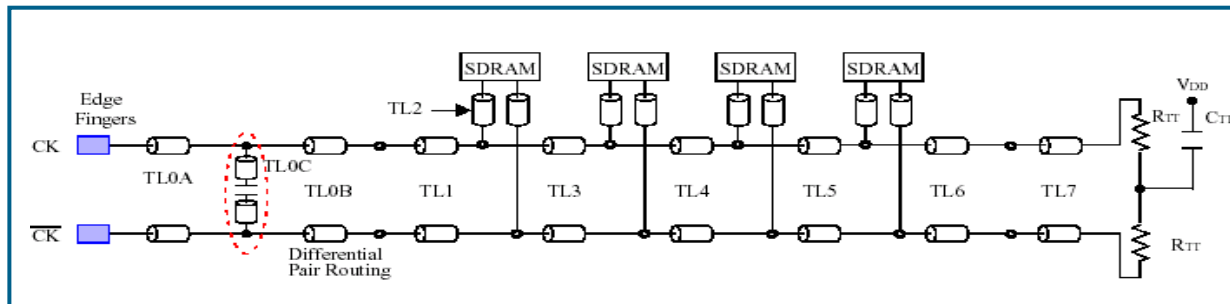 SDRAM SDRAM SDRAM SDRAM
Edge
Fingers
TL2
VDD
RTT CTT
CK
TL0C
TL0A TL0B TL1 TL3 TL4 TL5 TL6 TL7
CK
Differential
Pair Routing
RTT